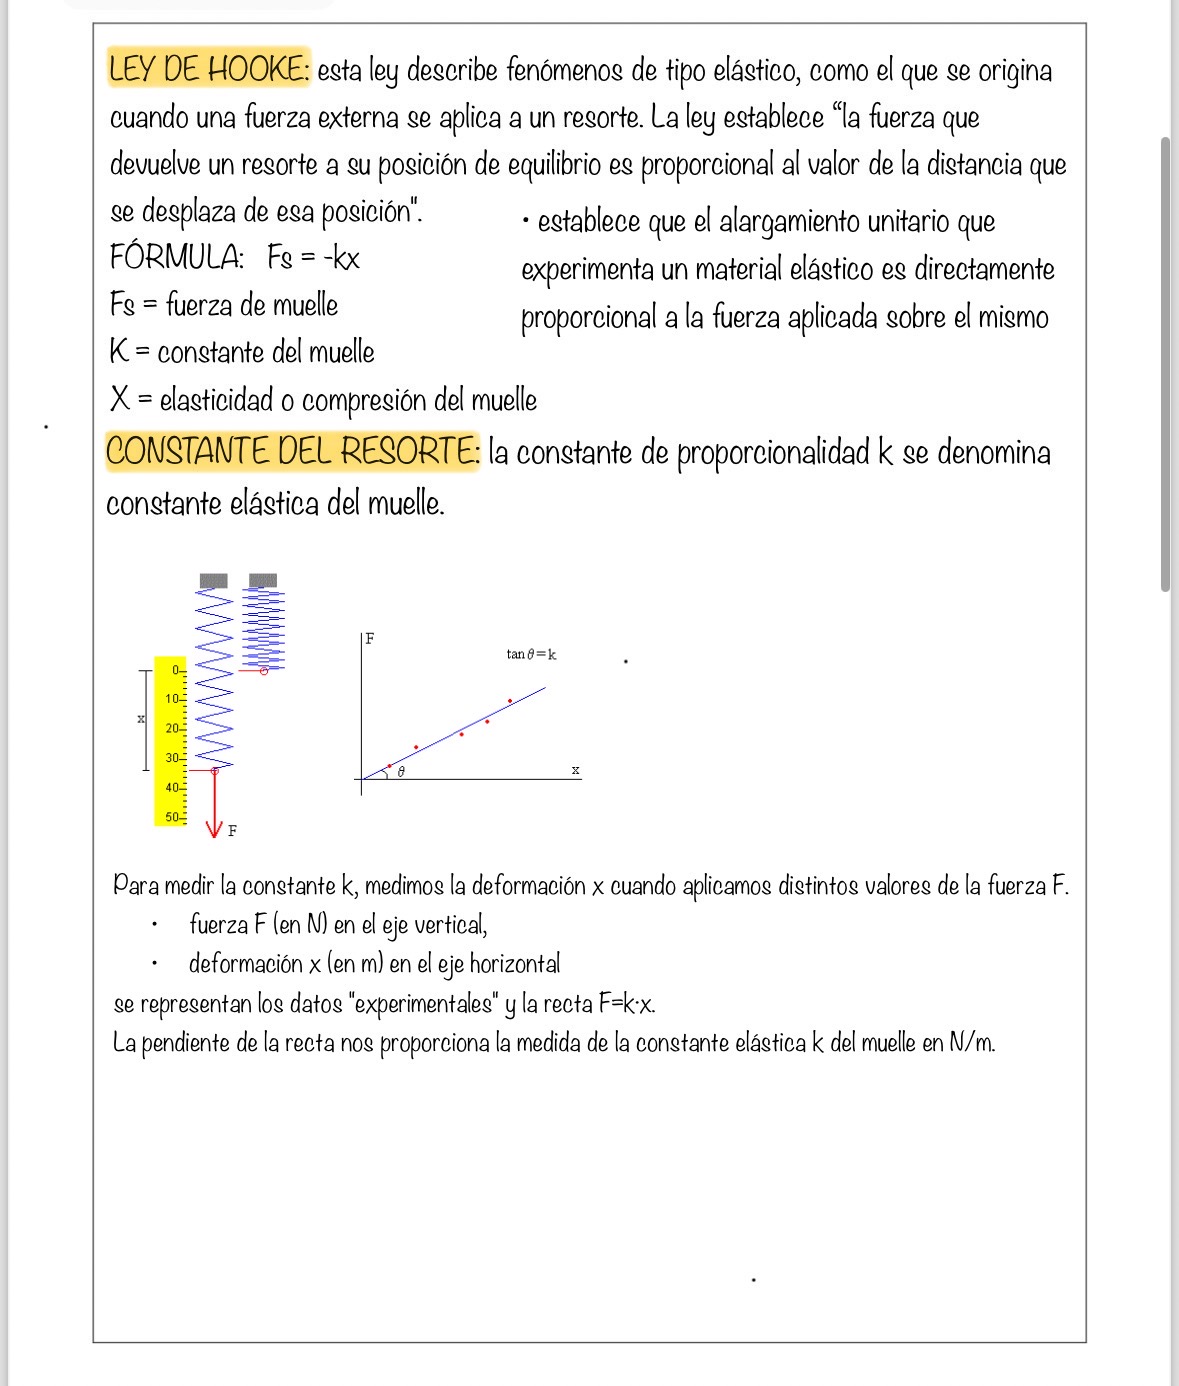 LEY DE HOOKE: esta ley describe fenómenos de tipo elástico, como el que se origina
cuando una fuerza externa se aplica a un resorte. La ley establece “la fuerza que
devuelve un resorte a su posición de equilibrio es proporcional al valor de la distancia que
se desplaza de esa posición".
FÓRMULA: Fs = -kx
Fs = fuerza de muelle
K = constante del muelle
X = elasticidad o compresión del muelle
• establece que el alargamiento unitario que
experimenta un material elástico es directamente
proporcional a la fuerza aplicada sobre el mismo
CONSTANTE DEL RESORTE: la constante de proporcionalidad k se denomina
constante elástica del muelle.
x
0
10
20
30
40
50
F
F
tan θ=k
θ
x
Para medir la constante k, medimos la deformación x cuando aplicamos distintos valores de la fuerza F.
• fuerza F (en N) en el eje vertical,
• deformación x (en m) en el eje horizontal
se representan los datos "experimentales" y la recta F=k·x.
La pendiente de la recta nos proporciona la medida de la constante elástica k del muelle en N/m.